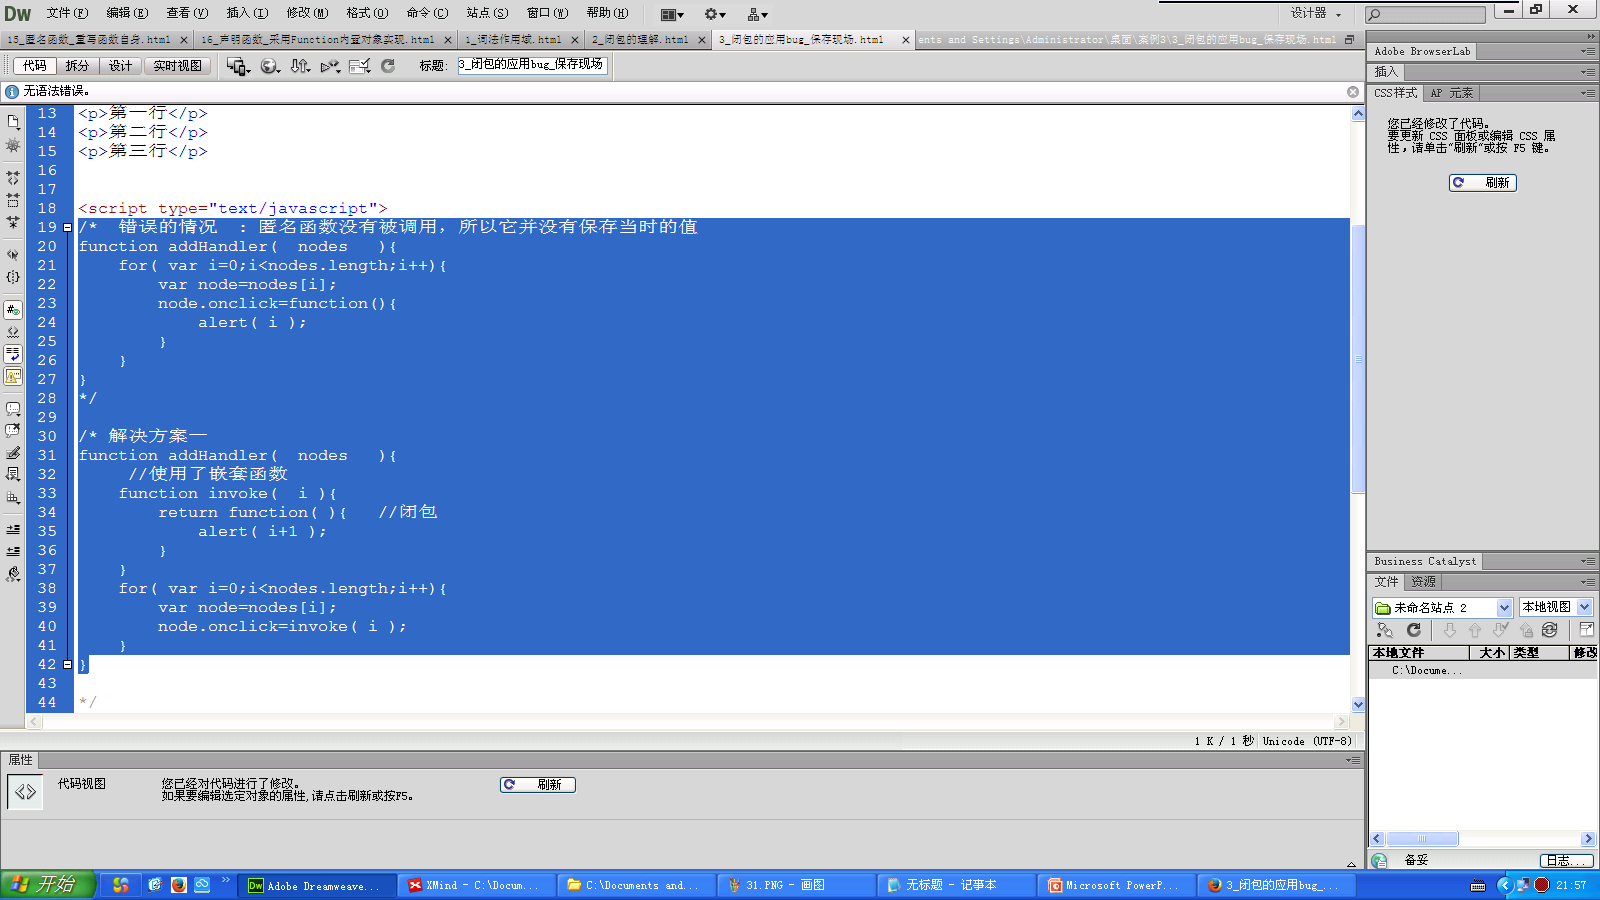 Dw 文件(F) 编辑(E) 查看(V) 插入(I) 修改(M) 格式(O) 命令(C) 站点(S) 窗口(W) 帮助(H) 设计器
15_匿名函数_重写函数自身.html 16_声明函数_采用Function内置对象实现.html 1_词法作用域.html 2_闭包的理解.html 3_闭包的应用bug_保存现场.html ents and Settings\Administrator\桌面\案例3\3_闭包的应用bug_保存现场.html
代码 拆分 设计 实时视图 标题: 3_闭包的应用bug_保存现场
无语法错误。
13 <p>第一行</p>
14 <p>第二行</p>
15 <p>第三行</p>
16
17
18 <script type="text/javascript">
19 /* 错误的情况 : 匿名函数没有被调用，所以它并没有保存当时的值
20 function addHandler( nodes ){
21 for( var i=0;i<nodes.length;i++){
22 var node=nodes[i];
23 node.onclick=function(){
24 alert( i );
25 }
26 }
27 }
28 */
29
30 /* 解决方案一
31 function addHandler( nodes ){
32 //使用了嵌套函数
33 function invoke( i ){
34 return function( ){ //闭包
35 alert( i+1 );
36 }
37 }
38 for( var i=0;i<nodes.length;i++){
39 var node=nodes[i];
40 node.onclick=invoke( i );
41 }
42 }
43
44 */
1 K / 1 秒 Unicode (UTF-8)
属性
代码视图
您已经对代码进行了修改。
如果要编辑选定对象的属性,请点击刷新或按F5。
刷新
Adobe BrowserLab
插入
CSS样式 AP 元素
您已经修改了代码。
要更新 CSS 面板或编辑 CSS 属
性，请单击"刷新"或按 F5 键。
刷新
Business Catalyst
文件 资源
未命名站点 2 本地视图
本地文件 大小 类型 修改
C:\Docume...
备妥 日志...
开始 Adobe Dreamweave... XMind - C:\Docum... C:\Documents and... 31.PNG - 画图 无标题 - 记事本 Microsoft PowerP... 3_闭包的应用bug_... 21:57